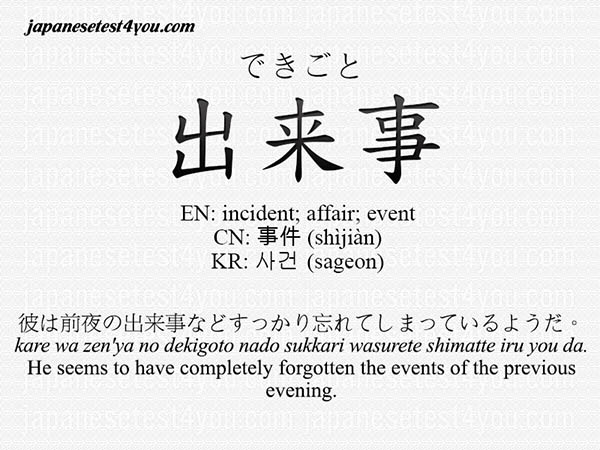 japanesetest4you.com
できごと
出来事
EN: incident; affair; event
CN: 事件 (shìjiàn)
KR: 사건 (sageon)
彼は前夜の出来事などすっかり忘れてしまっているようだ。
kare wa zen'ya no dekigoto nado sukkari wasurete shimatte iru you da.
He seems to have completely forgotten the events of the previous
evening.